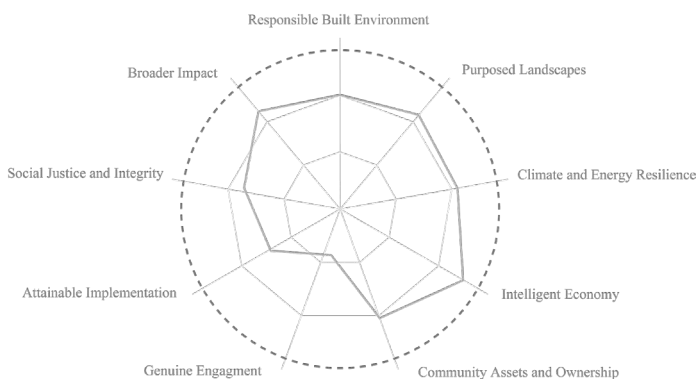 Responsible Built Environment
Broader Impact
Purposed Landscapes
Social Justice and Integrity
Climate and Energy Resilience
Attainable Implementation
Intelligent Economy
Genuine Engagment
Community Assets and Ownership